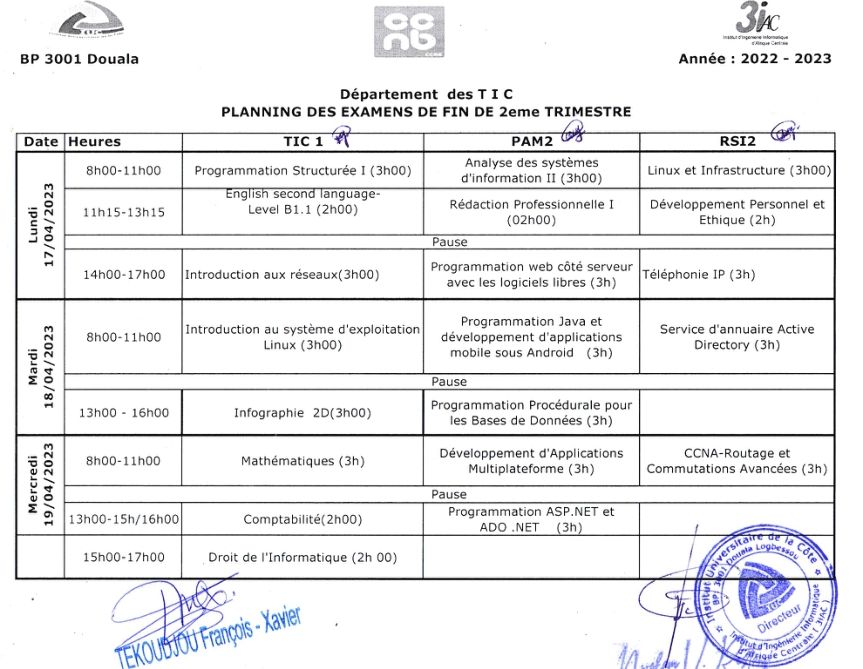 ccnb
3iAC
Institut d'Ingénierie Informatique
d'Afrique Centrale
BP 3001 Douala
Année : 2022 - 2023
Département des T I C
PLANNING DES EXAMENS DE FIN DE 2eme TRIMESTRE
Date Heures TIC 1 PAM2 RSI2
Lundi
17/04/2023
8h00-11h00 Programmation Structurée I (3h00) Analyse des systèmes
d'information II (3h00) Linux et Infrastructure (3h00)
11h15-13h15 English second language-
Level B1.1 (2h00) Rédaction Professionnelle I
(02h00) Développement Personnel et
Ethique (2h)
Pause
14h00-17h00 Introduction aux réseaux(3h00) Programmation web côté serveur
avec les logiciels libres (3h) Téléphonie IP (3h)
Mardi
18/04/2023
8h00-11h00 Introduction au système d'exploitation
Linux (3h00) Programmation Java et
développement d'applications
mobile sous Android (3h) Service d'annuaire Active
Directory (3h)
Pause
13h00 - 16h00 Infographie 2D(3h00) Programmation Procédurale pour
les Bases de Données (3h)
Mercredi
19/04/2023
8h00-11h00 Mathématiques (3h) Développement d'Applications
Multiplateforme (3h) CCNA-Routage et
Commutations Avancées (3h)
Pause
13h00-15h/16h00 Comptabilité(2h00) Programmation ASP.NET et
ADO .NET (3h)
15h00-17h00 Droit de l'Informatique (2h 00)
TEKOUDJOU François - Xavier
Institut Universitaire de la Côte
BP 3001 Douala Logbessou
Directeur
Institut d'Ingénierie Informatique
d'Afrique Centrale (3IAC)